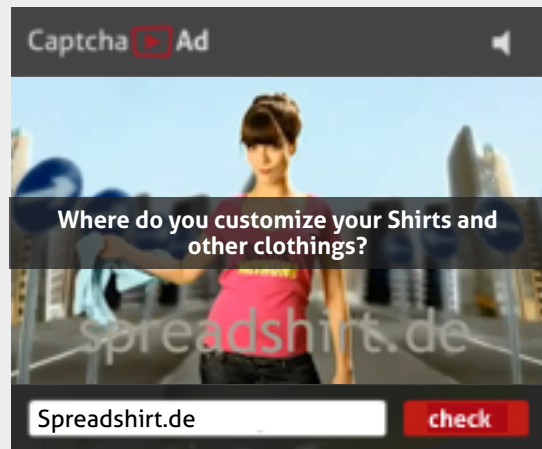 Captcha Ad
Where do you customize your Shirts and
other clothings?
spreadshirt.de
Spreadshirt.de
check